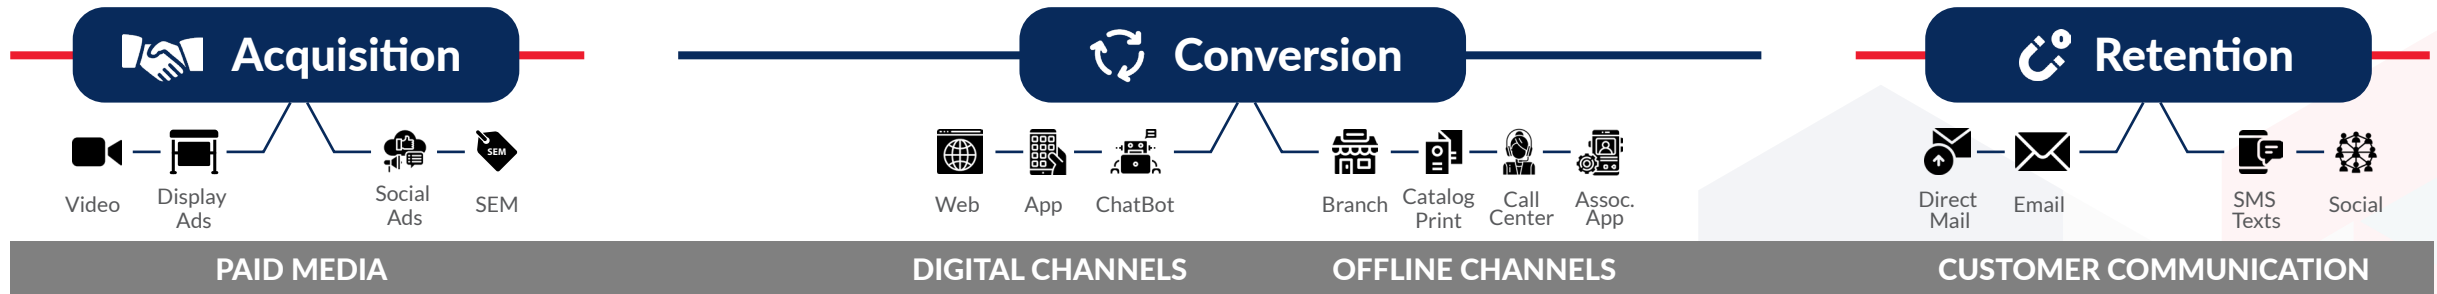 Acquisition
Conversion
Retention
SEM
Video
Display
Ads
Social
Ads
SEM
Web
App
ChatBot
Branch
Catalog
Print
Call
Center
Assoc.
App
Direct
Mail
Email
SMS
Texts
Social
PAID MEDIA
DIGITAL CHANNELS
OFFLINE CHANNELS
CUSTOMER COMMUNICATION